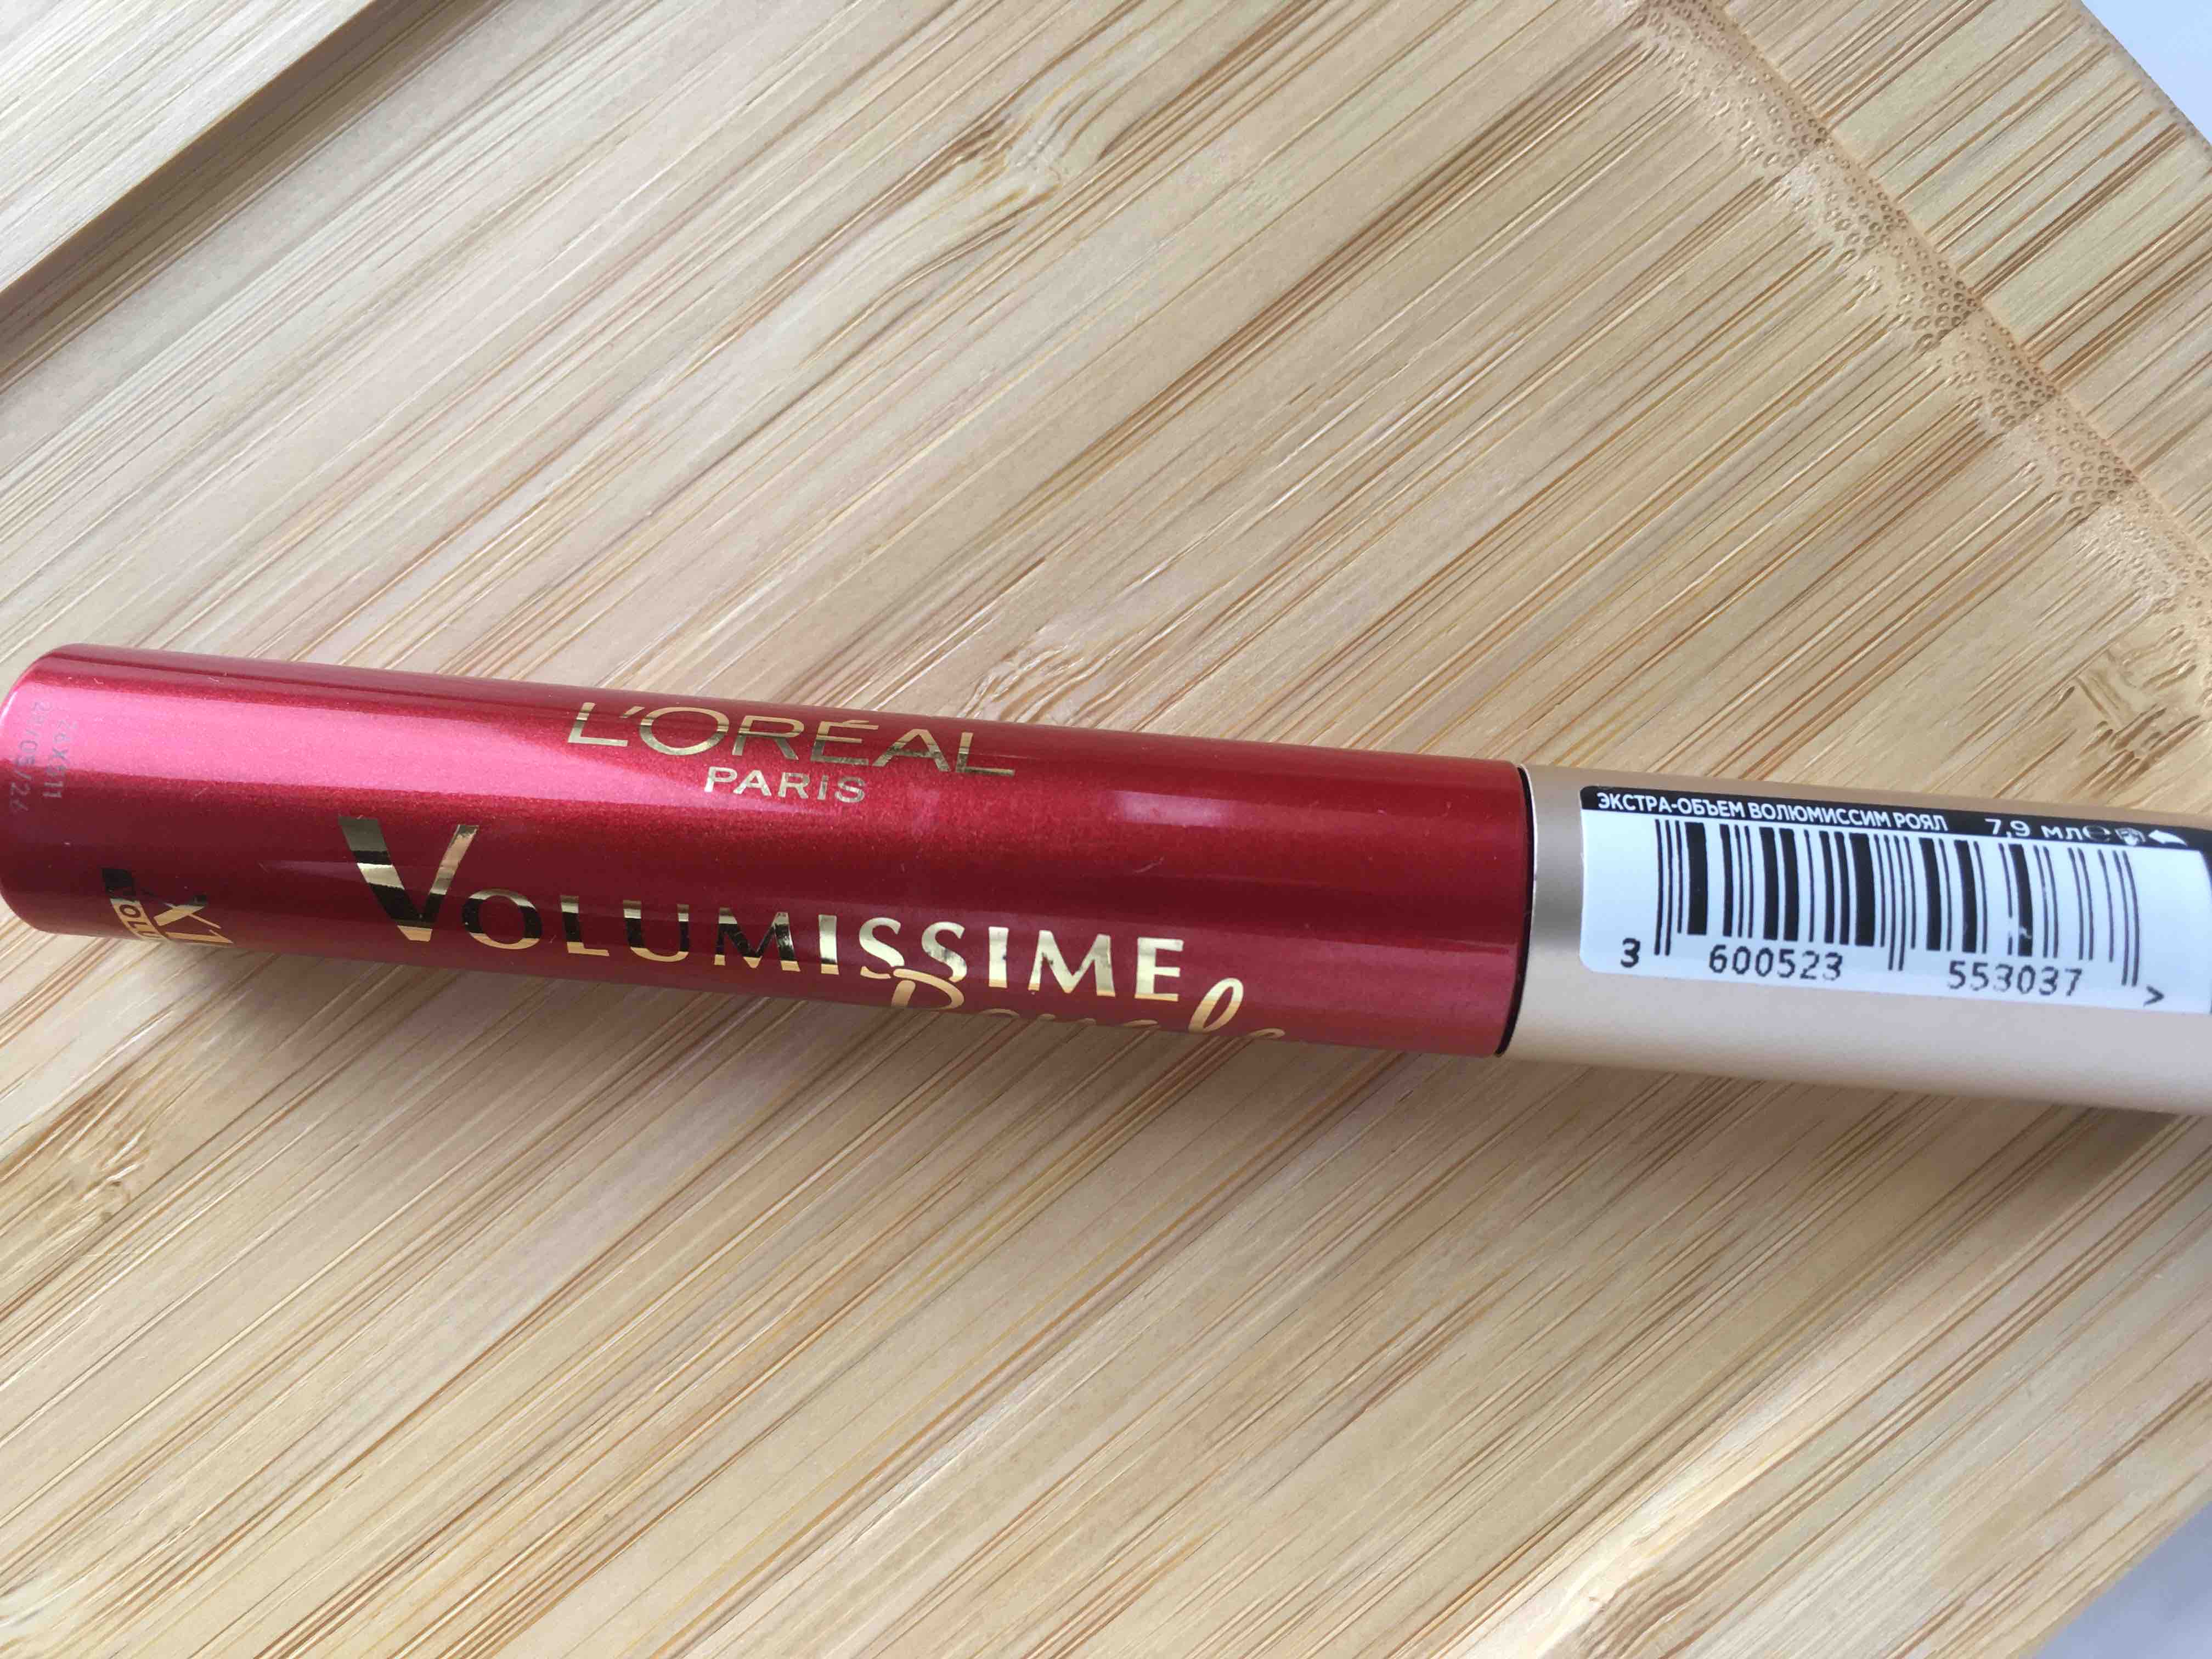 L'ORÉAL
PARIS
VOLUMISSIME
ЭКСТРА-ОБЪЕМ ВОЛЮМИССИМ РОЯЛ 7,9 мл
3 600523 553037 >